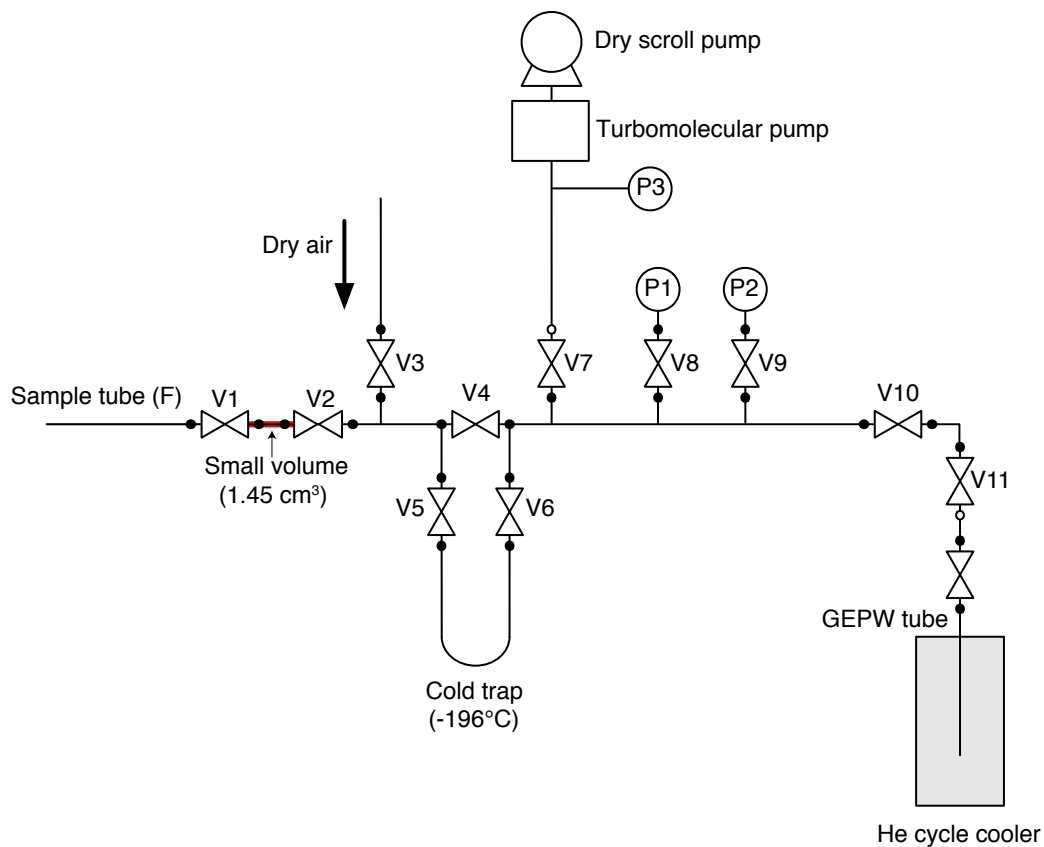 Dry scroll pump
Turbomolecular pump
P3
Dry air
P1
P2
V3
V7
V8
V9
Sample tube (F)
V1
V2
V4
V10
Small volume
(1.45 cm³)
V5
V6
V11
GEPW tube
Cold trap
(-196°C)
He cycle cooler